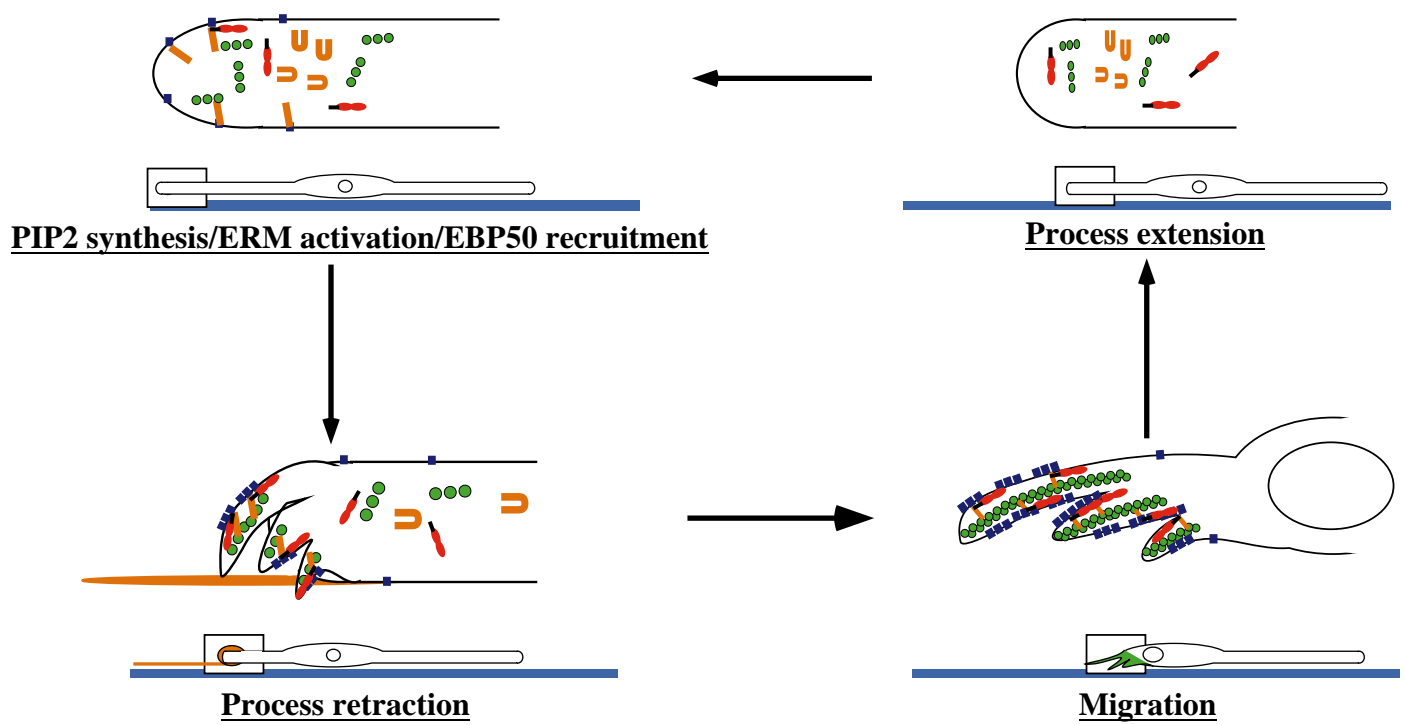 PIP2 synthesis/ERM activation/EBP50 recruitment
Process extension
Process retraction
Migration